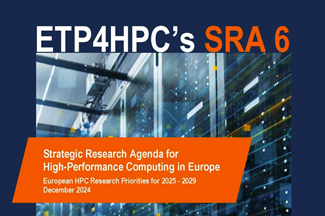 ETP4HPC's SRA 6
Strategic Research Agenda for
High-Performance Computing in Europe
European HPC Research Priorities for 2025 - 2029
December 2024